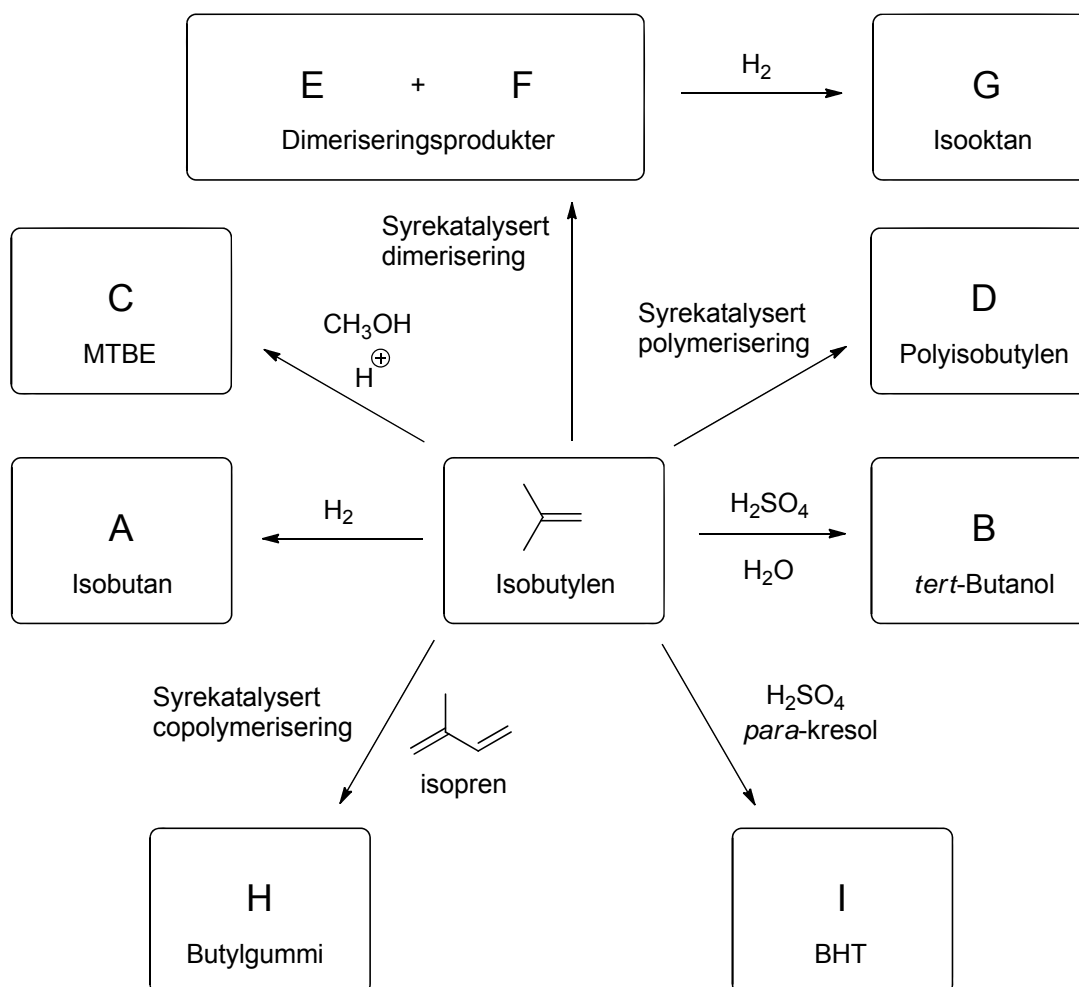 E + F
Dimeriseringsprodukter
H2
G
Isooktan
Syrekatalysert
dimerisering
C
MTBE
CH3OH
H⊕
Syrekatalysert
polymerisering
D
Polyisobutylen
A
Isobutan
H2
Isobutylen
H2SO4
H2O
B
tert-Butanol
Syrekatalysert
copolymerisering
isopren
H2SO4
para-kresol
H
Butylgummi
I
BHT